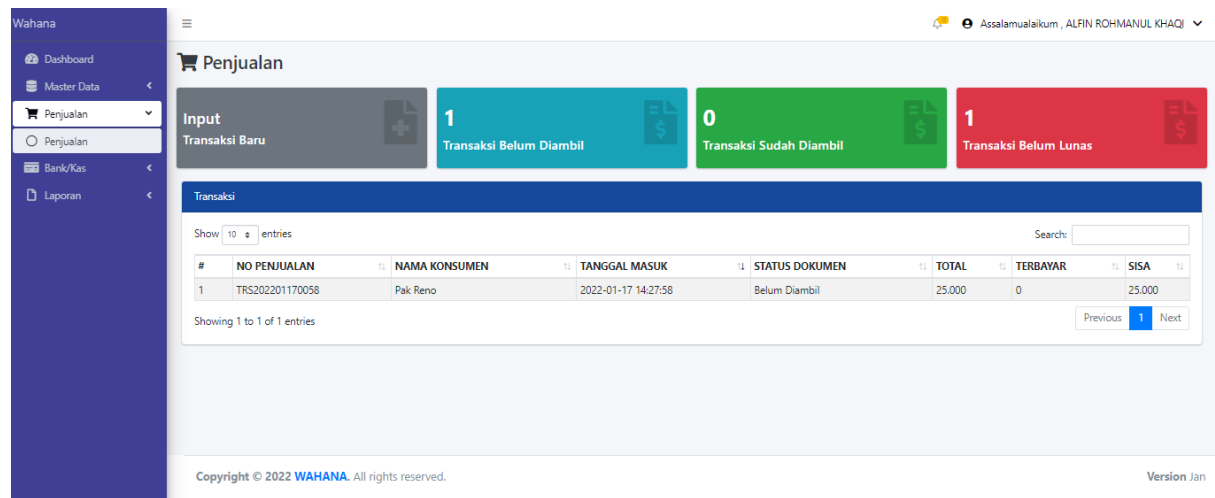 Wahana
Assalamualaikum , ALFIN ROHMANUL KHAQI
Dashboard
Master Data
Penjualan
Penjualan
Bank/Kas
Laporan
Penjualan
Input
Transaksi Baru
1
Transaksi Belum Diambil
0
Transaksi Sudah Diambil
1
Transaksi Belum Lunas
Transaksi
Show 10 entries
Search:
# NO PENJUALAN NAMA KONSUMEN TANGGAL MASUK STATUS DOKUMEN TOTAL TERBAYAR SISA
1 TRS202201170058 Pak Reno 2022-01-17 14:27:58 Belum Diambil 25.000 0 25.000
Showing 1 to 1 of 1 entries
Previous 1 Next
Copyright © 2022 WAHANA. All rights reserved.
Version Jan